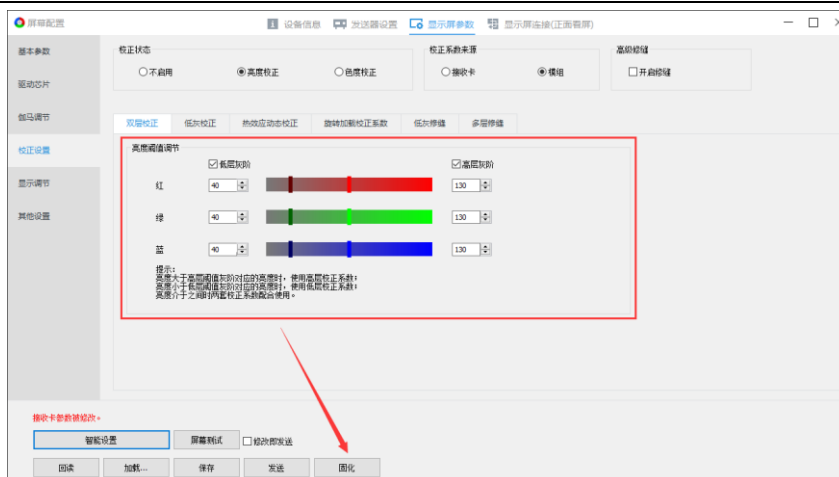 屏幕配置
设备信息 发送器设置 显示屏参数 显示屏连接(正面看屏)
基本参数
驱动芯片
伽马调节
校正设置
显示调节
其他设置
校正状态
不启用 亮度校正 色度校正
校正系数来源
接收卡 模组
高级修缝
开启修缝
双层校正 低灰校正 热效应动态校正 旋转加载校正系数 低灰修缝 多层修缝
亮度阈值调节
低层灰阶 高层灰阶
红 40 130
绿 40 130
蓝 40 130
提示:
亮度大于高层阈值灰阶对应的亮度时，使用高层校正系数；
亮度小于低层阈值灰阶对应的亮度时，使用低层校正系数；
亮度介于之间时两套校正系数配合使用。
接收卡参数被修改。
智能设置 屏幕测试 修改即发送
回读 加载... 保存 发送 固化